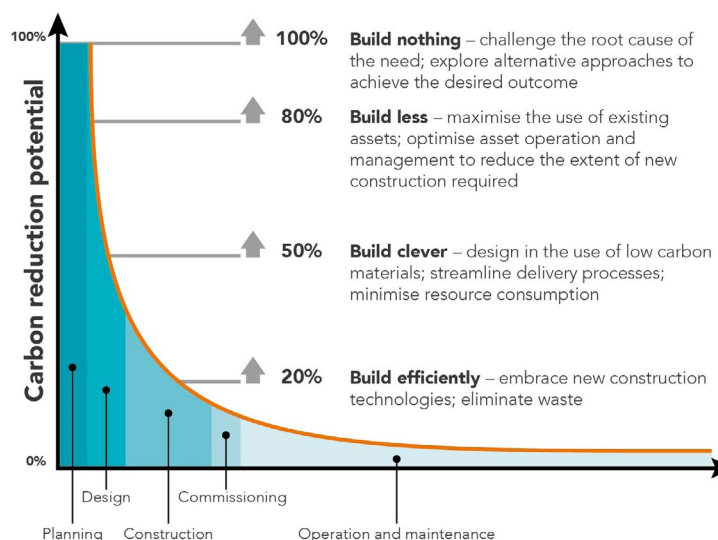 100%
Carbon reduction potential
0%
100%
Build nothing – challenge the root cause of
the need; explore alternative approaches to
achieve the desired outcome
80%
Build less – maximise the use of existing
assets; optimise asset operation and
management to reduce the extent of new
construction required
50%
Build clever – design in the use of low carbon
materials; streamline delivery processes;
minimise resource consumption
20%
Build efficiently – embrace new construction
technologies; eliminate waste
Design
Commissioning
Planning
Construction
Operation and maintenance